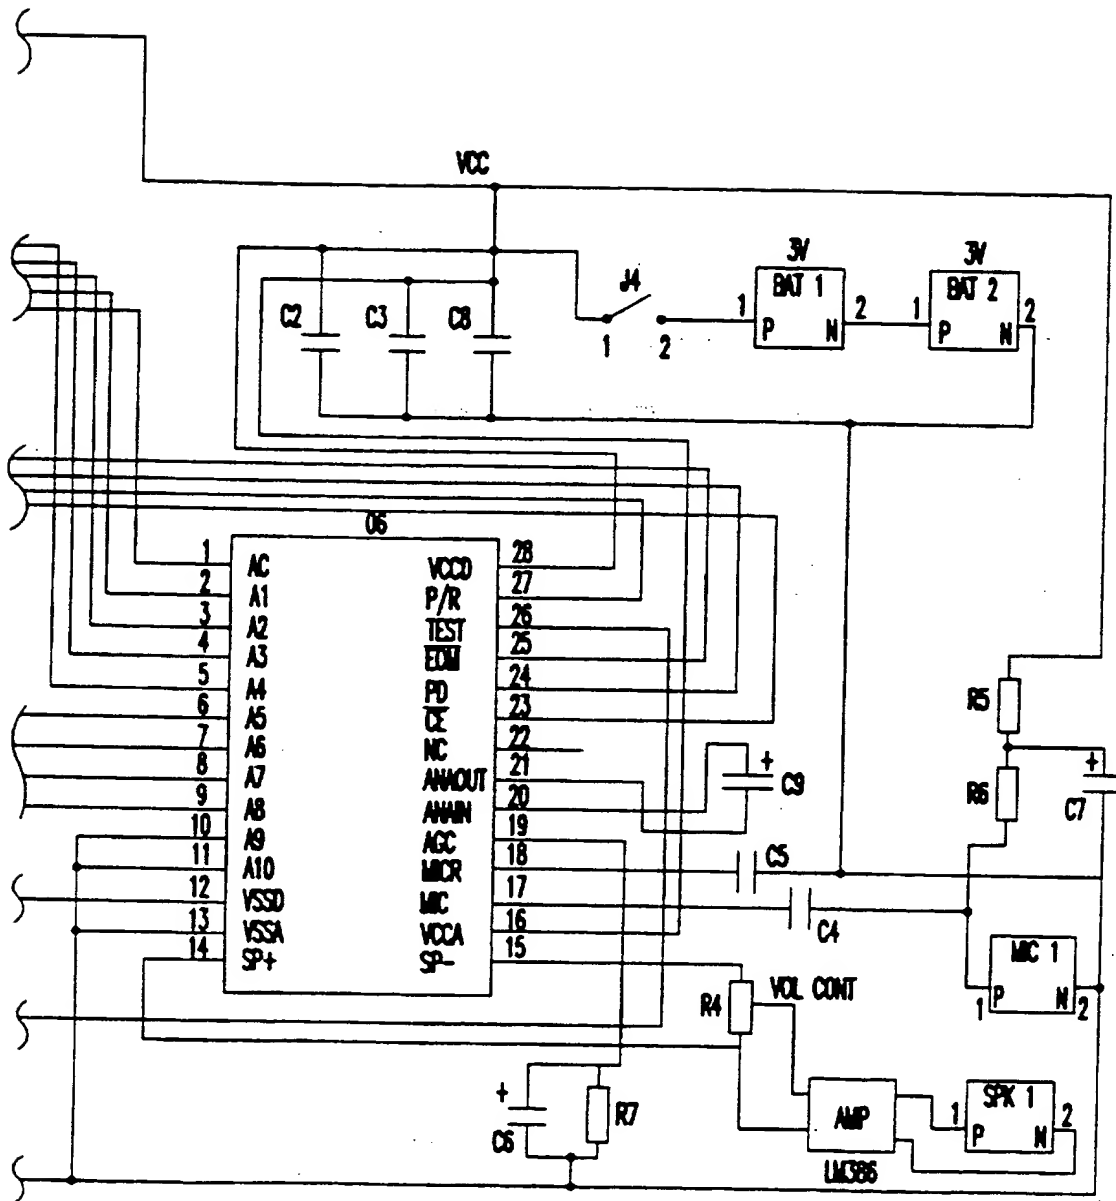 VCC
3V
3V
J4
BAT 1
BAT 2
1
2
1
2
C2
C3
C8
P
N
P
N
1
2
06
1
AC
VCCD
28
2
A1
P/R
27
3
A2
TEST
26
4
A3
EOM
25
5
A4
PD
24
6
A5
CE
23
7
A6
NC
22
8
A7
ANAOUT
21
9
A8
ANAIN
20
10
A9
AGC
19
11
A10
MICR
18
12
VSSD
MIC
17
13
VSSA
VCCA
16
14
SP+
SP-
15
R5
+
C9
R6
+
C7
C5
C4
MIC 1
1
P
N
2
R4
VOL CONT
+
C6
R7
AMP
LM386
SPK 1
1
2
P
N